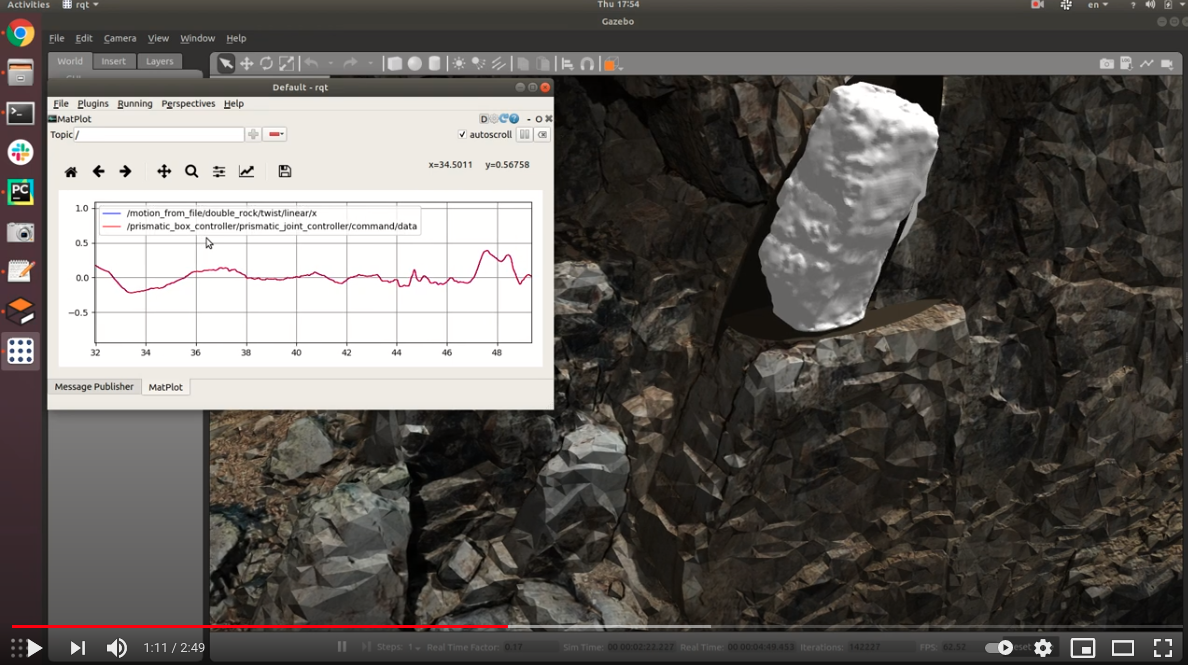 Activities rqt Thu 17:54 en ?
Gazebo
File Edit Camera View Window Help
World Insert Layers
Default - rqt
File Plugins Running Perspectives Help
MatPlot D ? - O
Topic / autoscroll
x=34.5011 y=0.56758
/motion_from_file/double_rock/twist/linear/x
/prismatic_box_controller/prismatic_joint_controller/command/data
1.0
0.5
0.0
−0.5
32 34 36 38 40 42 44 46 48
Message Publisher MatPlot
PC
1:11 / 2:49 Steps: 1 Real Time Factor: 0.17 Sim Time: 00 00:02:22.227 Real Time: 00 00:04:49.453 Iterations: 142227 FPS: 62.52